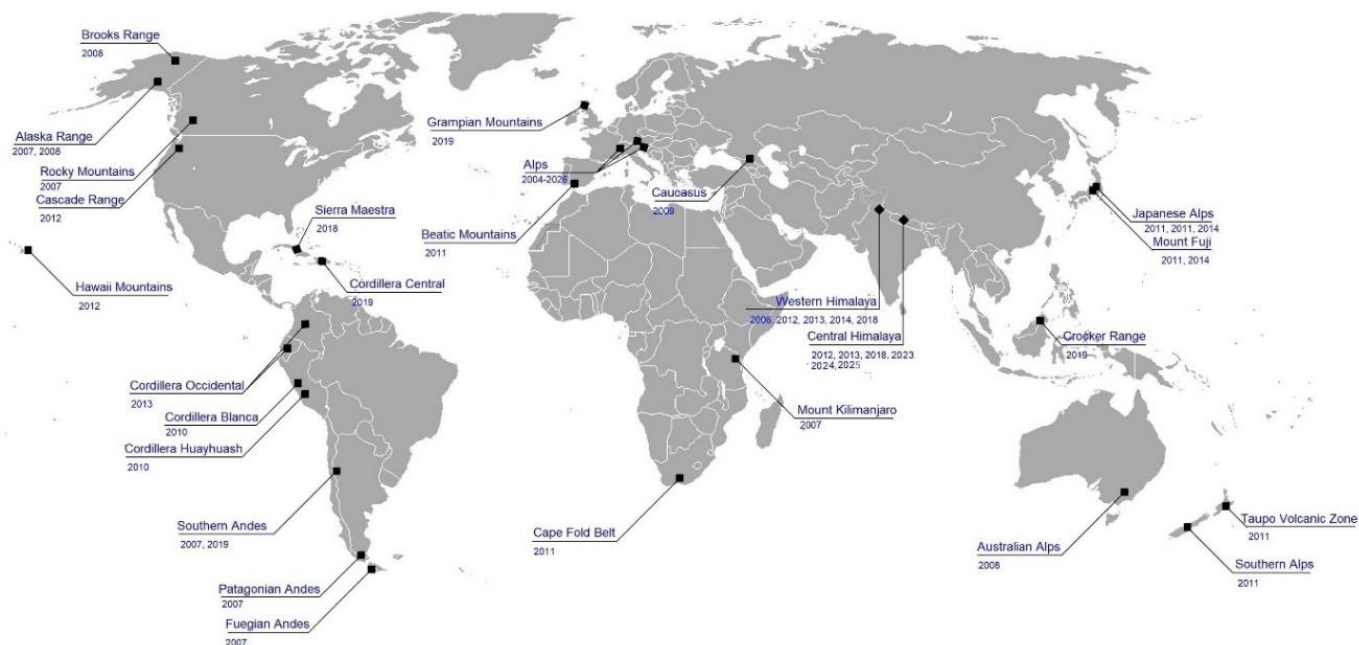 Brooks Range
2008
Alaska Range
2007, 2008
Rocky Mountains
2007
Cascade Range
2012
Hawaii Mountains
2012
Sierra Maestra
2018
Cordillera Central
2019
Cordillera Occidental
2013
Cordillera Blanca
2010
Cordillera Huayhuash
2010
Southern Andes
2007, 2019
Patagonian Andes
2007
Fuegian Andes
2007
Grampian Mountains
2019
Alps
2004-2026
Beatic Mountains
2011
Caucasus
2009
Western Himalaya
2006, 2012, 2013, 2014, 2018
Central Himalaya
2012, 2013, 2018, 2023
2024, 2025
Mount Kilimanjaro
2007
Cape Fold Belt
2011
Japanese Alps
2011, 2011, 2014
Mount Fuji
2011, 2014
Crocker Range
2019
Australian Alps
2008
Taupo Volcanic Zone
2011
Southern Alps
2011